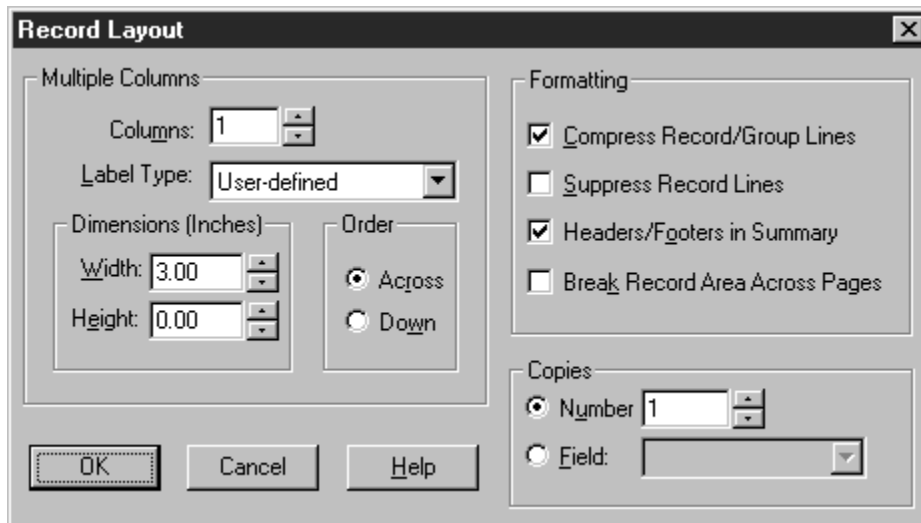 Record Layout
Multiple Columns
Columns: 1
Label Type: User-defined
Dimensions (Inches)
Width: 3.00
Height: 0.00
Order
Across
Down
Formatting
Compress Record/Group Lines
Suppress Record Lines
Headers/Footers in Summary
Break Record Area Across Pages
Copies
Number 1
Field:
OK Cancel Help